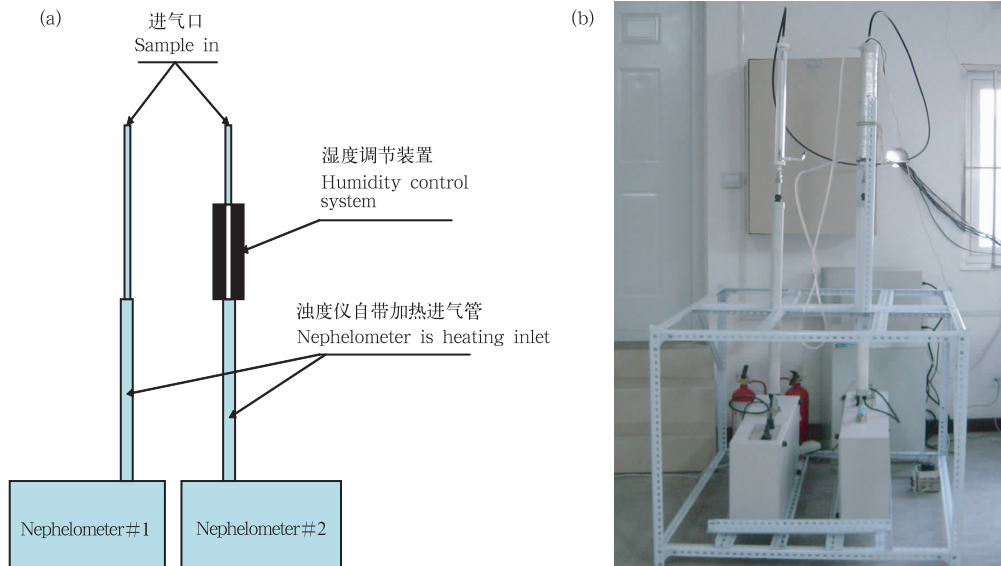 (a)
进气口
Sample in
湿度调节装置
Humidity control
system
浊度仪自带加热进气管
Nephelometer is heating inlet
Nephelometer#1
Nephelometer#2
(b)